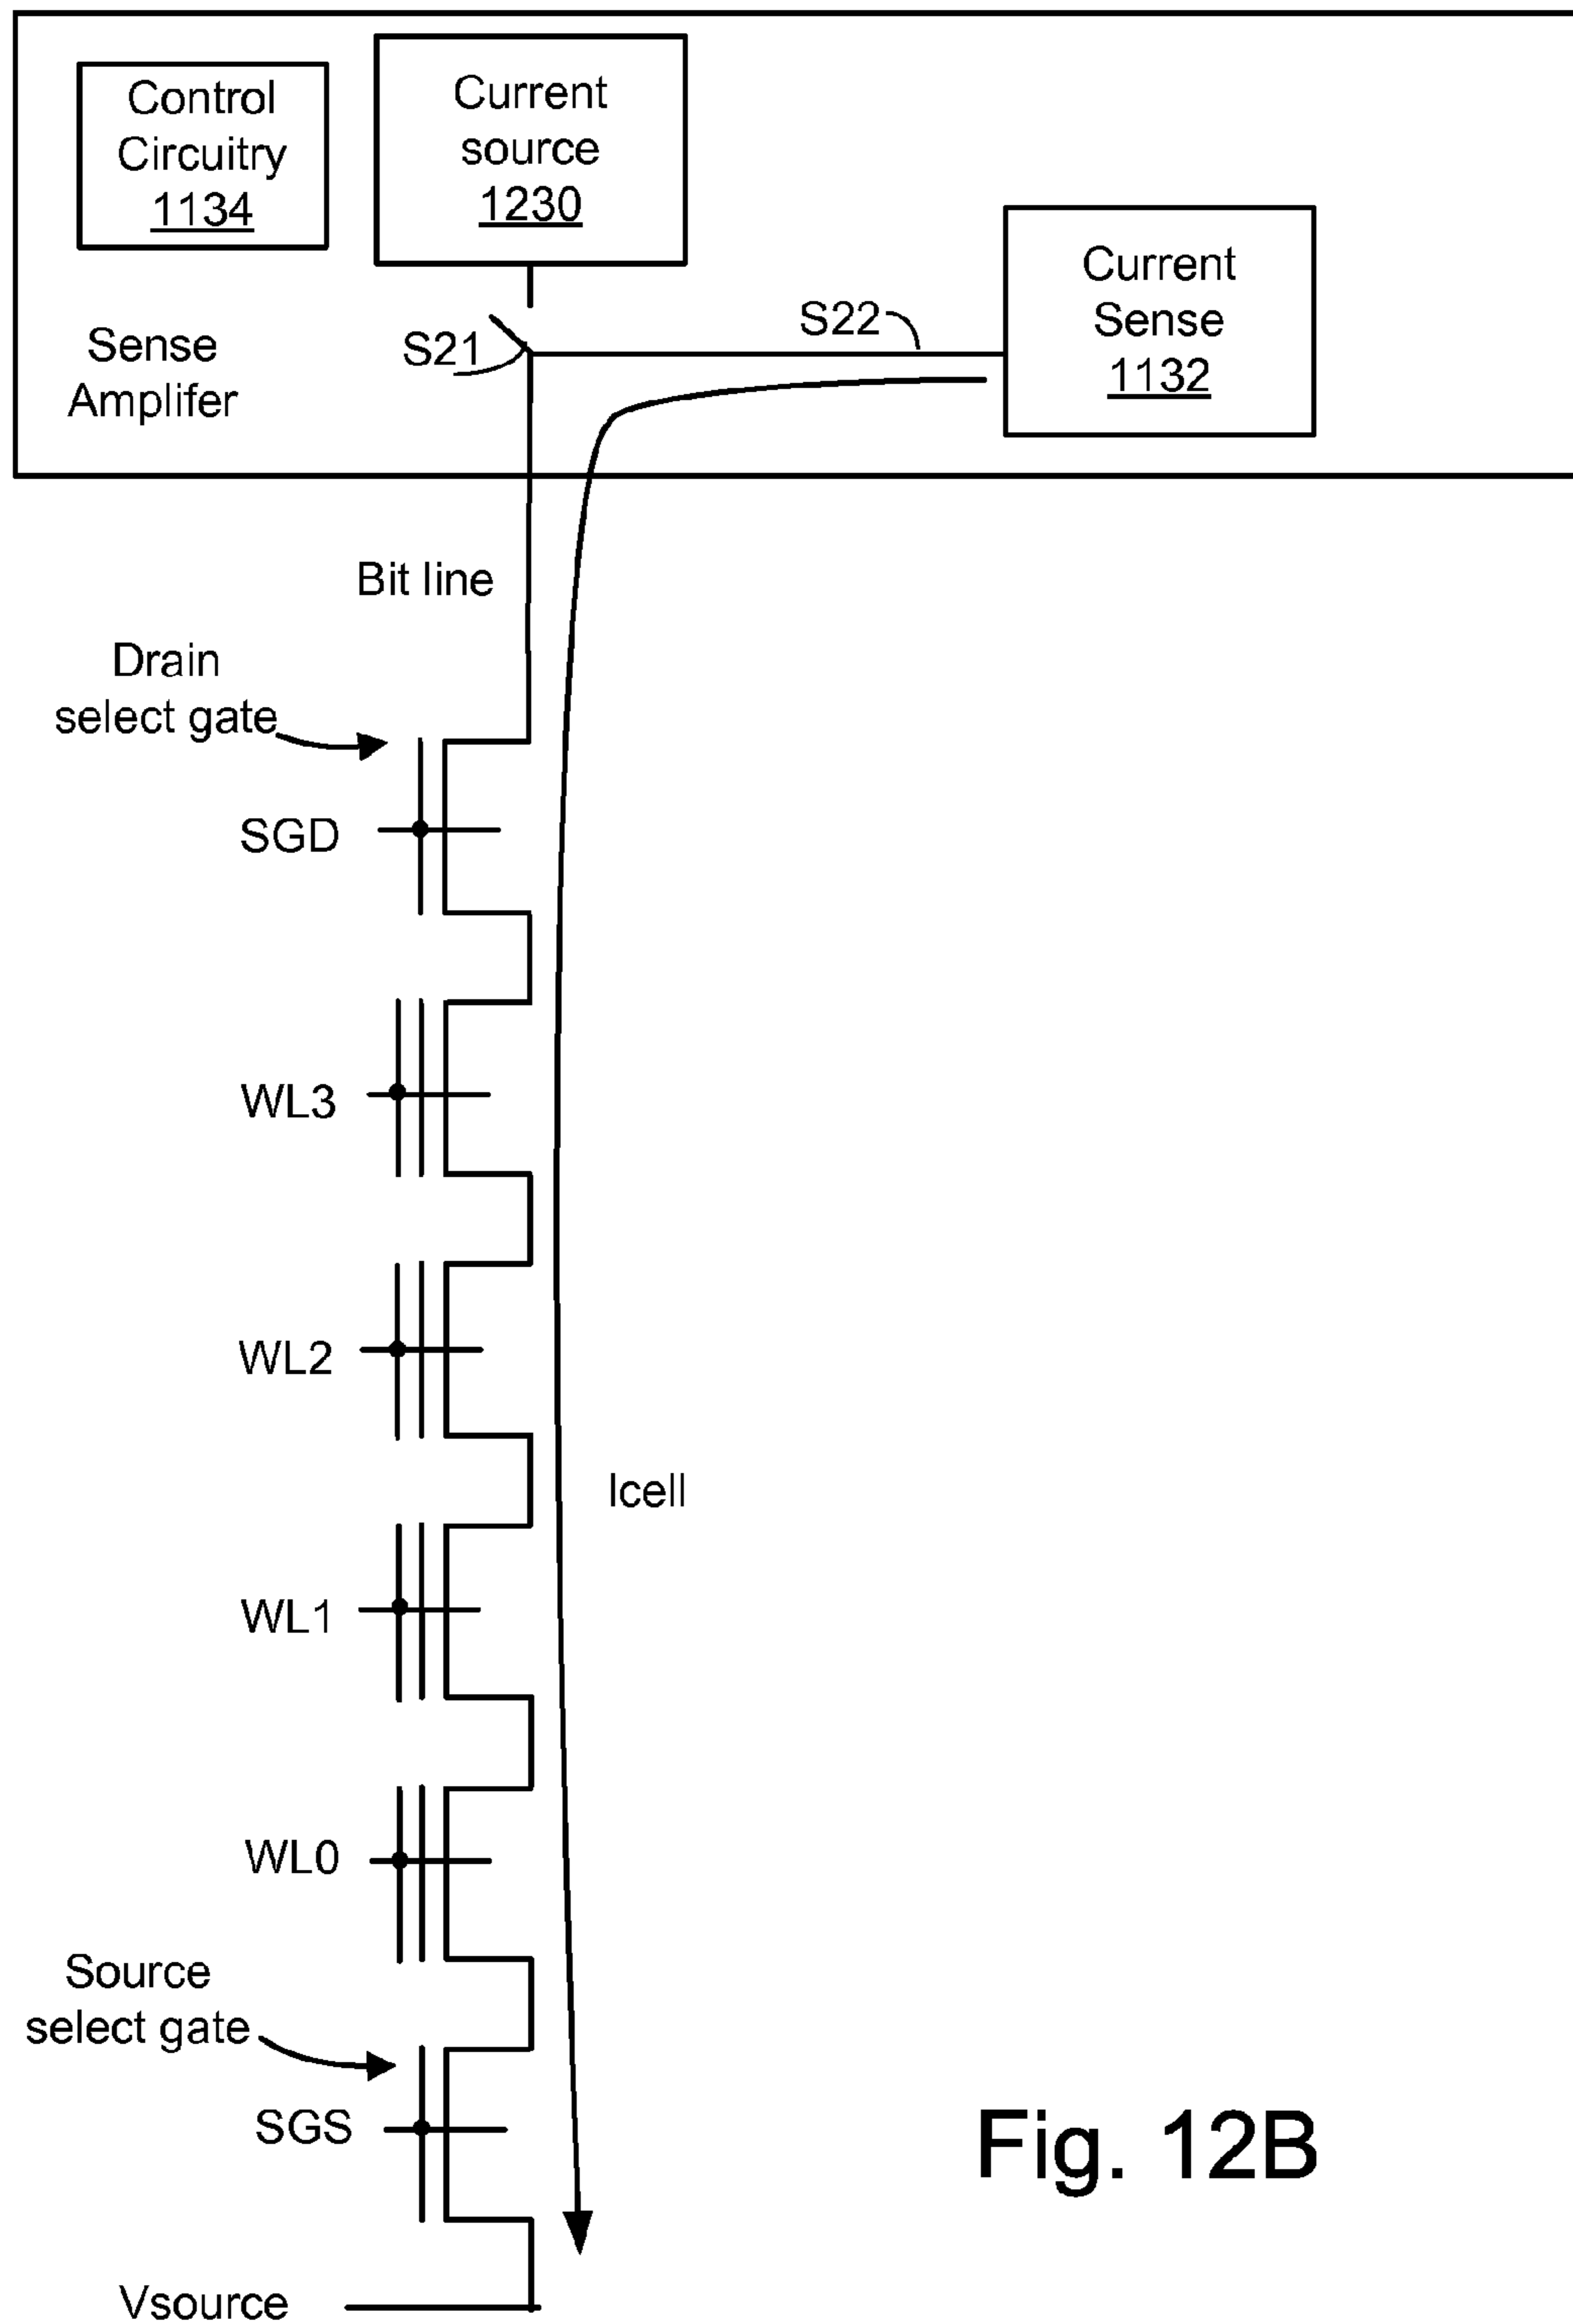 Control
Circuitry
1134
Current
source
1230
Current
Sense
1132
S22
S21
Sense
Amplifer
Bit line
Drain
select gate
SGD
WL3
WL2
Icell
WL1
WL0
Source
select gate
SGS
Fig. 12B
Vsource